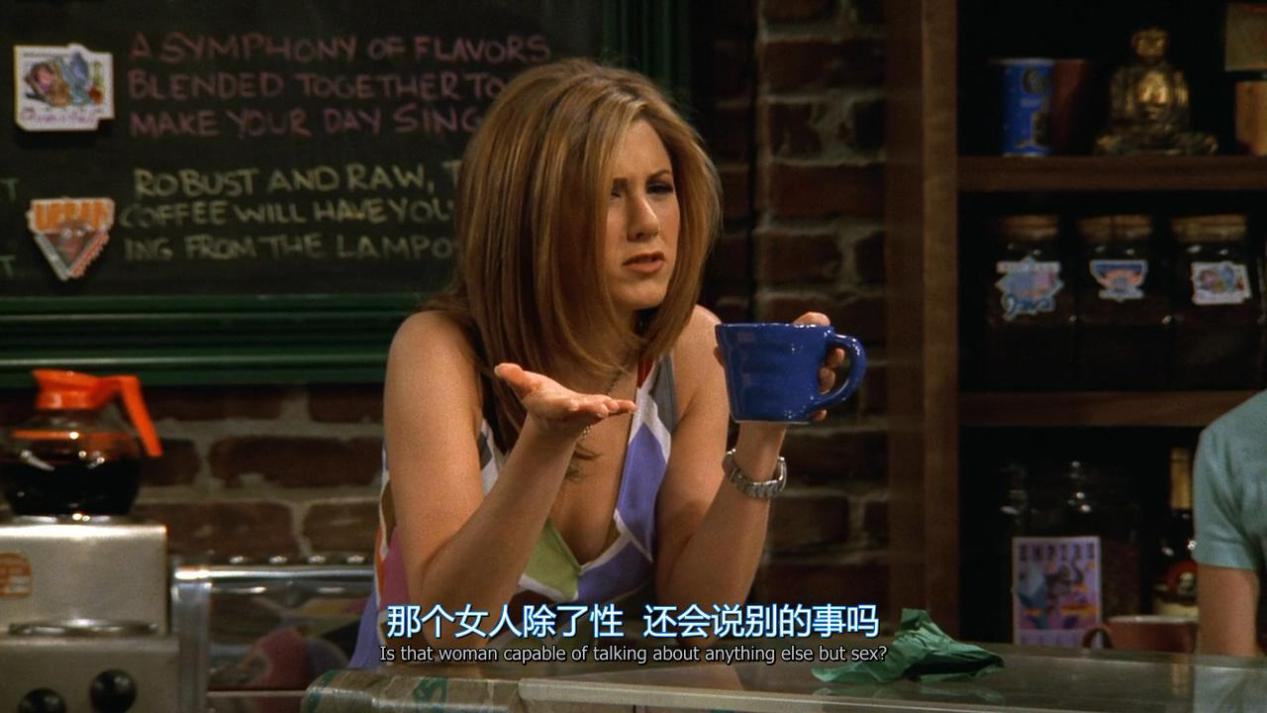 A SYMPHONY OF FLAVORS
BLENDED TOGETHER TO
MAKE YOUR DAY SING
ROBUST AND RAW,
COFFEE WILL HAVE YOU
ING FROM THE LAMPO
EMPIRE
那个女人除了性 还会说别的事吗
Is that woman capable of talking about anything else but sex?